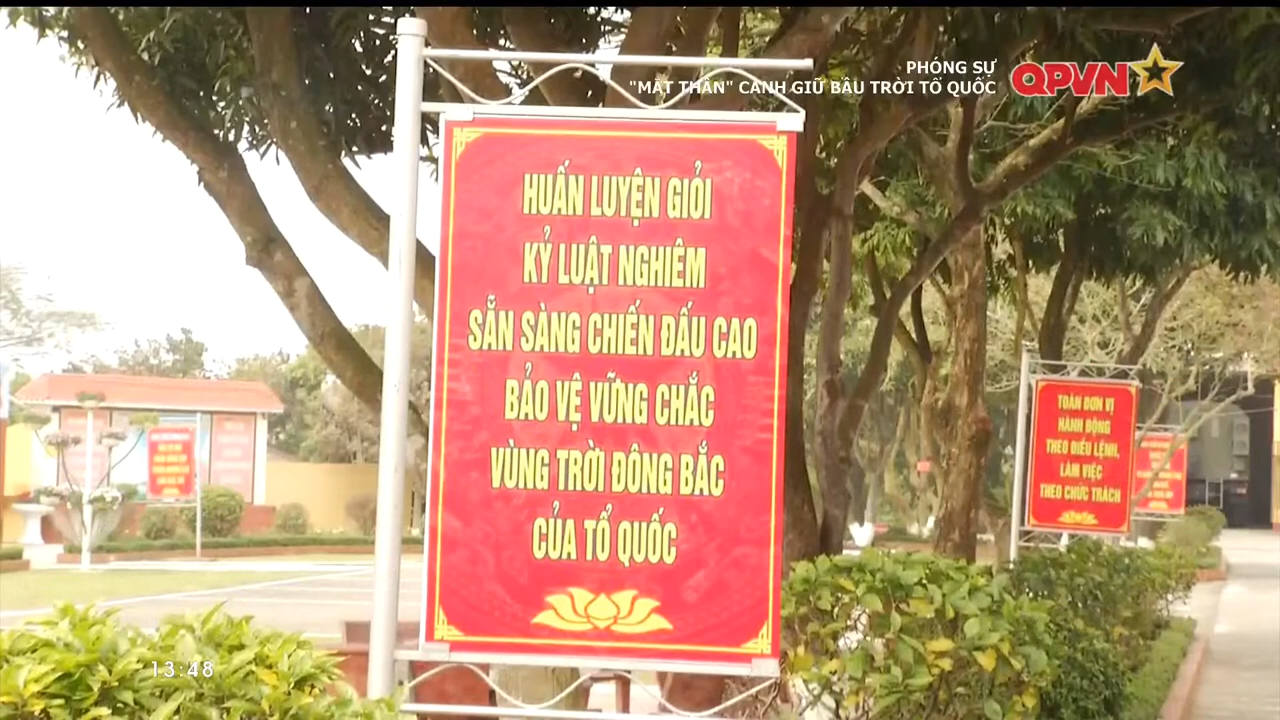 PHÓNG SỰ
"MẮT THẦN" CANH GIỮ BẦU TRỜI TỔ QUỐC
QPVN
HUẤN LUYỆN GIỎI
KỶ LUẬT NGHIÊM
SẴN SÀNG CHIẾN ĐẤU CAO
BẢO VỆ VỮNG CHẮC
VÙNG TRỜI ĐÔNG BẮC
CỦA TỔ QUỐC
TOÀN ĐƠN VỊ
HÀNH ĐỘNG
THEO ĐIỀU LỆNH,
LÀM VIỆC
THEO CHỨC TRÁCH
13:48